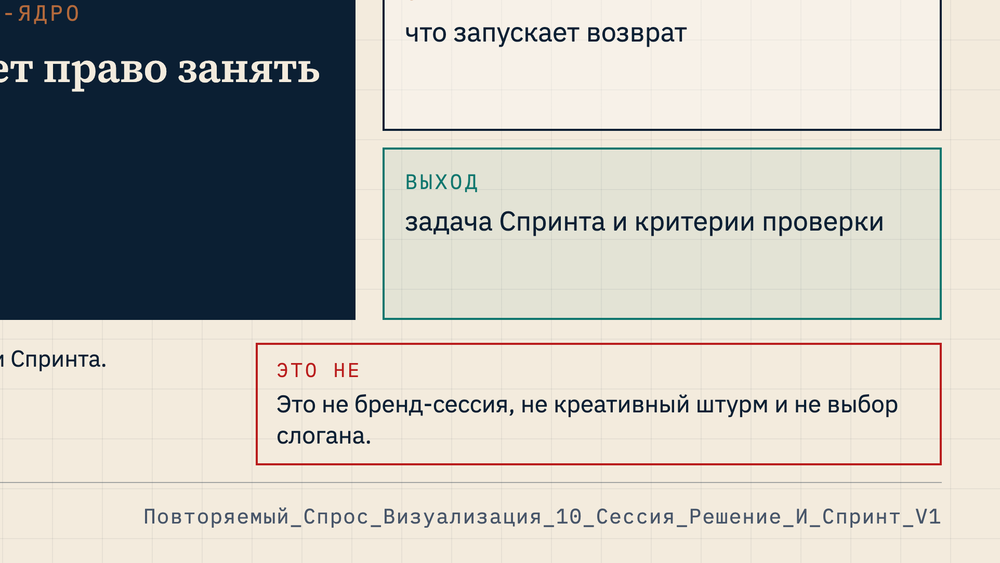 -ЯДРО
ет право занять
что запускает возврат
ВЫХОД
задача Спринта и критерии проверки
и Спринта.
ЭТО НЕ
Это не бренд-сессия, не креативный штурм и не выбор
слогана.
Повторяемый_Спрос_Визуализация_10_Сессия_Решение_И_Спринт_V1